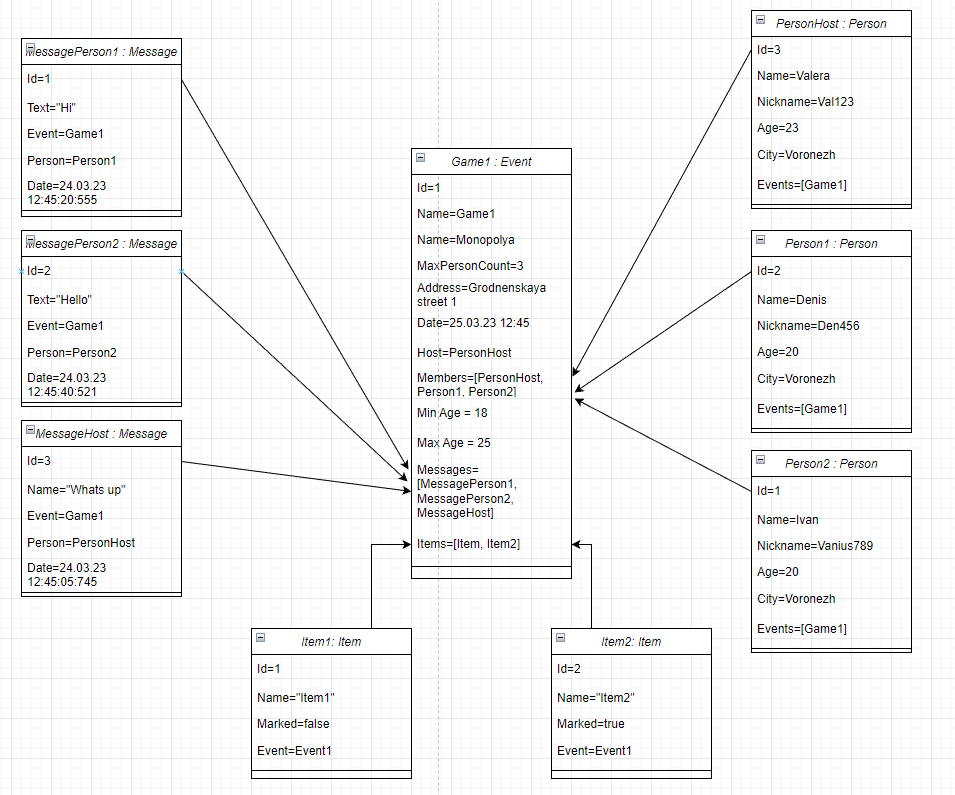 MessagePerson1 : Message
Id=1
Text="Hi"
Event=Game1
Person=Person1
Date=24.03.23
12:45:20:555
MessagePerson2 : Message
Id=2
Text="Hello"
Event=Game1
Person=Person2
Date=24.03.23
12:45:40:521
MessageHost : Message
Id=3
Name="Whats up"
Event=Game1
Person=PersonHost
Date=24.03.23
12:45:05:745
Game1 : Event
Id=1
Name=Game1
Name=Monopolya
MaxPersonCount=3
Address=Grodnenskaya
street 1
Date=25.03.23 12:45
Host=PersonHost
Members=[PersonHost,
Person1, Person2]
Min Age = 18
Max Age = 25
Messages=
[MessagePerson1,
MessagePerson2,
MessageHost]
Items=[Item, Item2]
PersonHost : Person
Id=3
Name=Valera
Nickname=Val123
Age=23
City=Voronezh
Events=[Game1]
Person1 : Person
Id=2
Name=Denis
Nickname=Den456
Age=20
City=Voronezh
Events=[Game1]
Person2 : Person
Id=1
Name=Ivan
Nickname=Vanius789
Age=20
City=Voronezh
Events=[Game1]
Item1: Item
Id=1
Name="Item1"
Marked=false
Event=Event1
Item2: Item
Id=2
Name="Item2"
Marked=true
Event=Event1